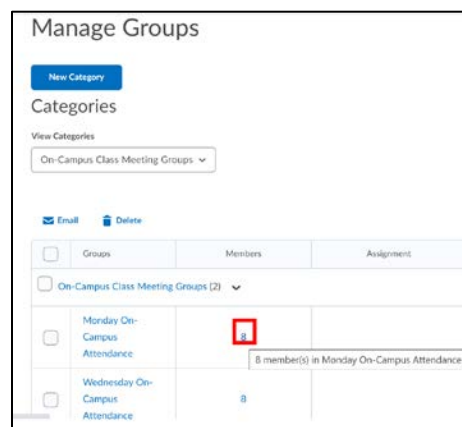 Manage Groups
New Category
Categories
View Categories
On-Campus Class Meeting Groups
Email Delete
Groups Members Assignment
On-Campus Class Meeting Groups (2)
Monday On-
Campus
Attendance
8
8 member(s) in Monday On-Campus Attendance
Wednesday On-
Campus
Attendance
8